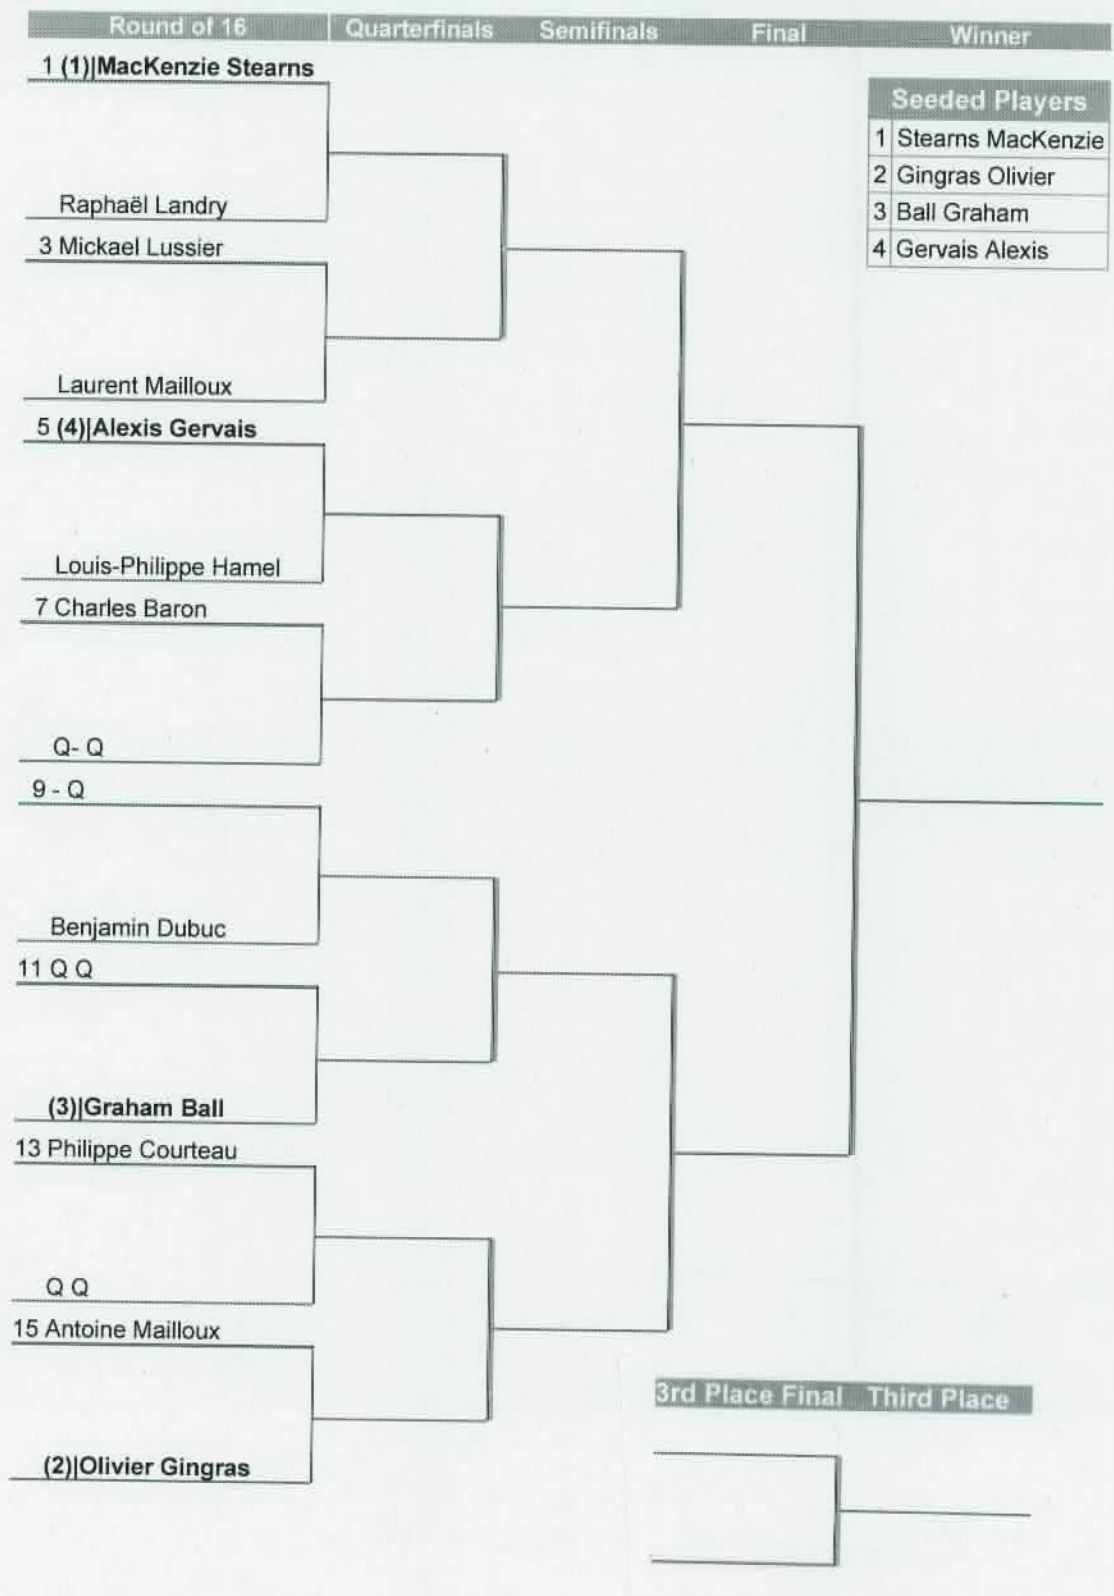 Round of 16 Quarterfinals Semifinals Final Winner
1 (1)|MacKenzie Stearns
Raphaël Landry
3 Mickael Lussier
Laurent Mailloux
5 (4)|Alexis Gervais
Louis-Philippe Hamel
7 Charles Baron
Q- Q
9 - Q
Benjamin Dubuc
11 Q Q
(3)|Graham Ball
13 Philippe Courteau
Q Q
15 Antoine Mailloux
(2)|Olivier Gingras
Seeded Players
1 Stearns MacKenzie
2 Gingras Olivier
3 Ball Graham
4 Gervais Alexis
3rd Place Final Third Place